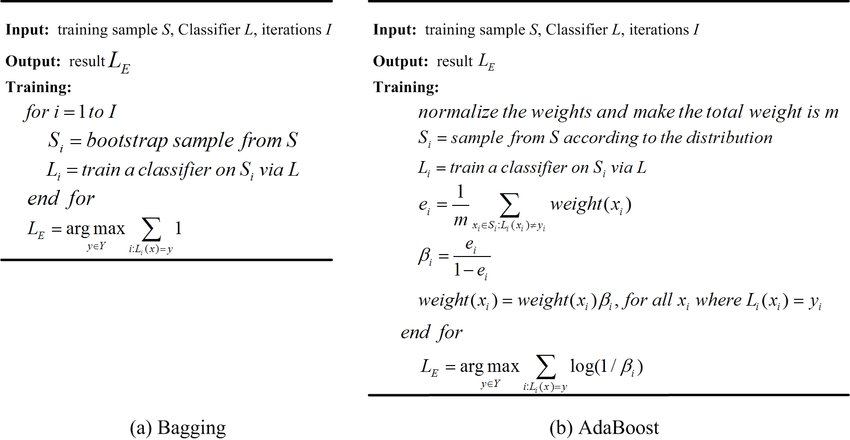 Input: training sample S, Classifier L, iterations I
Output: result L_E
Training:
for i = 1 to I
S_i = bootstrap sample from S
L_i = train a classifier on S_i via L
end for
L_E = arg max_{y∈Y} ∑_{i:L_i(x)=y} 1
(a) Bagging
Input: training sample S, Classifier L, iterations I
Output: result L_E
Training:
normalize the weights and make the total weight is m
S_i = sample from S according to the distribution
L_i = train a classifier on S_i via L
e_i = 1/m ∑_{x_i∈S_i:L_i(x_i)≠y_i} weight(x_i)
β_i = e_i/(1−e_i)
weight(x_i) = weight(x_i)β_i, for all x_i where L_i(x_i) = y_i
end for
L_E = arg max_{y∈Y} ∑_{i:L_i(x)=y} log(1/β_i)
(b) AdaBoost